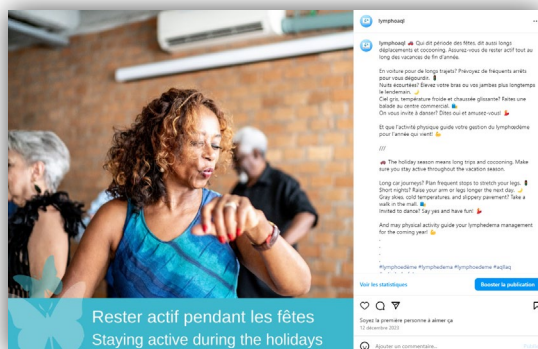 lymphoaql
lymphoaql 🚗 Qui dit période des fêtes, dit aussi longs
déplacements et cocooning. Assurez-vous de rester actif tout au
long des vacances de fin d'année.
En voiture pour de longs trajets? Prévoyez de fréquents arrêts
pour vous dégourdir. 🚦
Nuits écourtées? Élevez votre bras ou vos jambes plus longtemps
le lendemain. 🌙
Ciel gris, température froide et chaussée glissante? Faites une
balade au centre commercial. 🛍
On vous invite à danser? Dites oui et amusez-vous! 💃
Et que l'activité physique guide votre gestion du lymphœdème
pour l'année qui vient! 💪
///
🚗 The holiday season means long trips and cocooning. Make
sure you stay active throughout the vacation season.
Long car journeys? Plan frequent stops to stretch your legs. 🚦
Short nights? Raise your arm or legs longer the next day. 🌙
Gray skies, cold temperatures, and slippery pavement? Take a
walk in the mall. 🛍
Invited to dance? Say yes and have fun! 💃
And may physical activity guide your lymphedema management
for the coming year! 💪
.
.
.
.
#lymphoedème #lymphedema #lymphoedeme #aqllaq
Voir les statistiques
Booster la publication
Soyez la première personne à aimer ça
12 décembre 2023
Ajouter un commentaire...
Rester actif pendant les fêtes
Staying active during the holidays